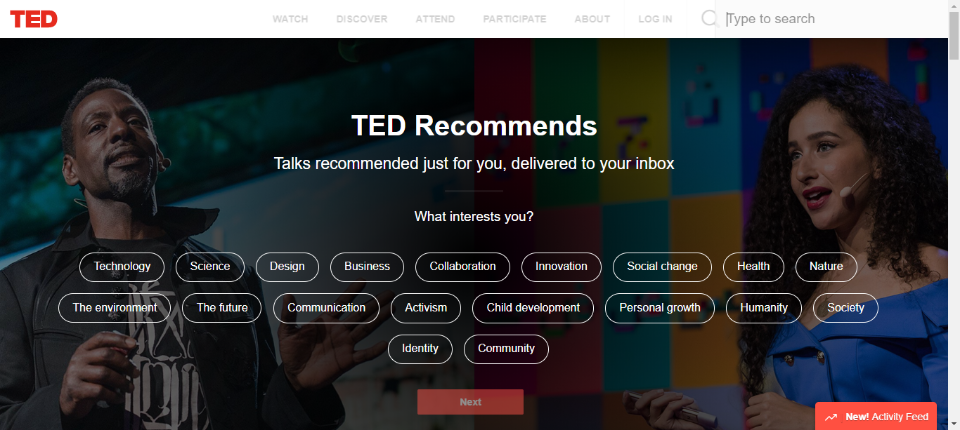 TED
WATCH DISCOVER ATTEND PARTICIPATE ABOUT LOG IN Type to search
TED Recommends
Talks recommended just for you, delivered to your inbox
What interests you?
Technology Science Design Business Collaboration Innovation Social change Health Nature
The environment The future Communication Activism Child development Personal growth Humanity Society
Identity Community
Next
New! Activity Feed